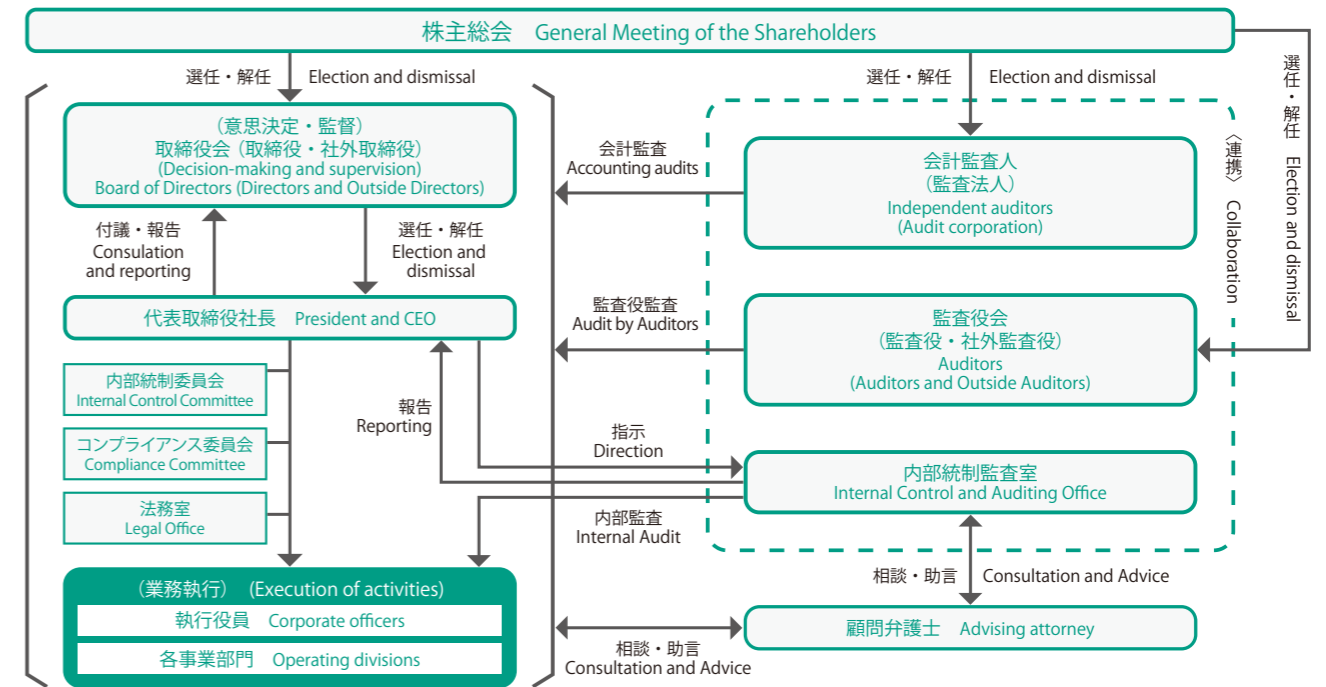 株主総会 General Meeting of the Shareholders
選任・解任 Election and dismissal
選任・解任 Election and dismissal
選任・解任 Election and dismissal
（意思決定・監督）
取締役会（取締役・社外取締役）
(Decision-making and supervision)
Board of Directors (Directors and Outside Directors)
会計監査
Accounting audits
会計監査人
（監査法人）
Independent auditors
(Audit corporation)
〈連携〉 Collaboration
付議・報告
Consulation
and reporting
選任・解任
Election and
dismissal
代表取締役社長 President and CEO
監査役監査
Audit by Auditors
監査役会
（監査役・社外監査役）
Auditors
(Auditors and Outside Auditors)
内部統制委員会
Internal Control Committee
コンプライアンス委員会
Compliance Committee
法務室
Legal Office
報告
Reporting
指示
Direction
内部統制監査室
Internal Control and Auditing Office
内部監査
Internal Audit
相談・助言 Consultation and Advice
（業務執行） (Execution of activities)
執行役員 Corporate officers
各事業部門 Operating divisions
相談・助言
Consultation and Advice
顧問弁護士 Advising attorney